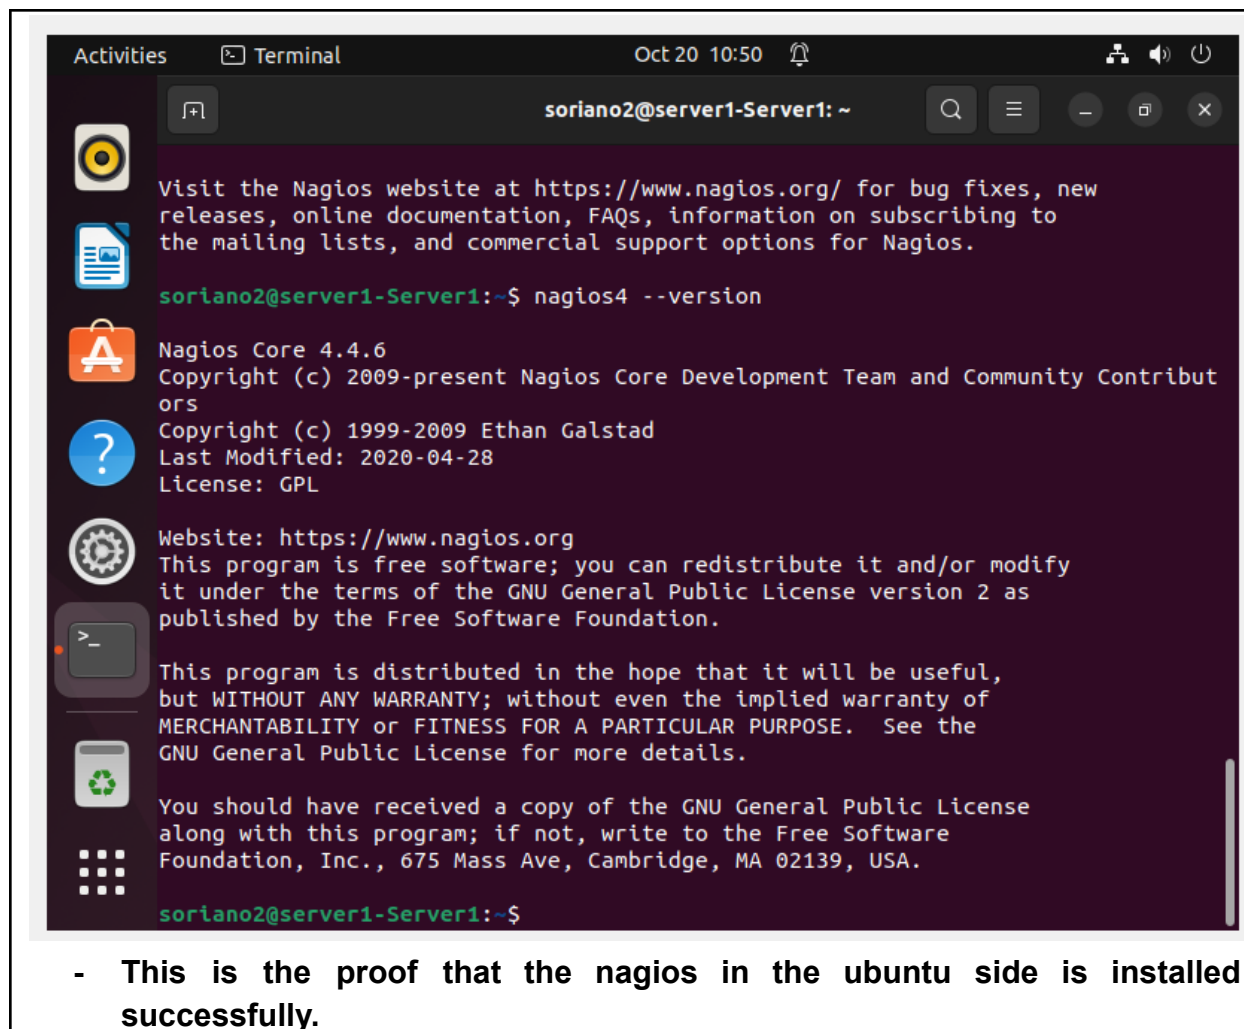 Activities Terminal Oct 20 10:50
soriano2@server1-Server1: ~
Visit the Nagios website at https://www.nagios.org/ for bug fixes, new
releases, online documentation, FAQs, information on subscribing to
the mailing lists, and commercial support options for Nagios.
soriano2@server1-Server1:~$ nagios4 --version
Nagios Core 4.4.6
Copyright (c) 2009-present Nagios Core Development Team and Community Contribut
ors
Copyright (c) 1999-2009 Ethan Galstad
Last Modified: 2020-04-28
License: GPL
Website: https://www.nagios.org
This program is free software; you can redistribute it and/or modify
it under the terms of the GNU General Public License version 2 as
published by the Free Software Foundation.
This program is distributed in the hope that it will be useful,
but WITHOUT ANY WARRANTY; without even the implied warranty of
MERCHANTABILITY or FITNESS FOR A PARTICULAR PURPOSE.  See the
GNU General Public License for more details.
You should have received a copy of the GNU General Public License
along with this program; if not, write to the Free Software
Foundation, Inc., 675 Mass Ave, Cambridge, MA 02139, USA.
soriano2@server1-Server1:~$
- This is the proof that the nagios in the ubuntu side is installed
successfully.